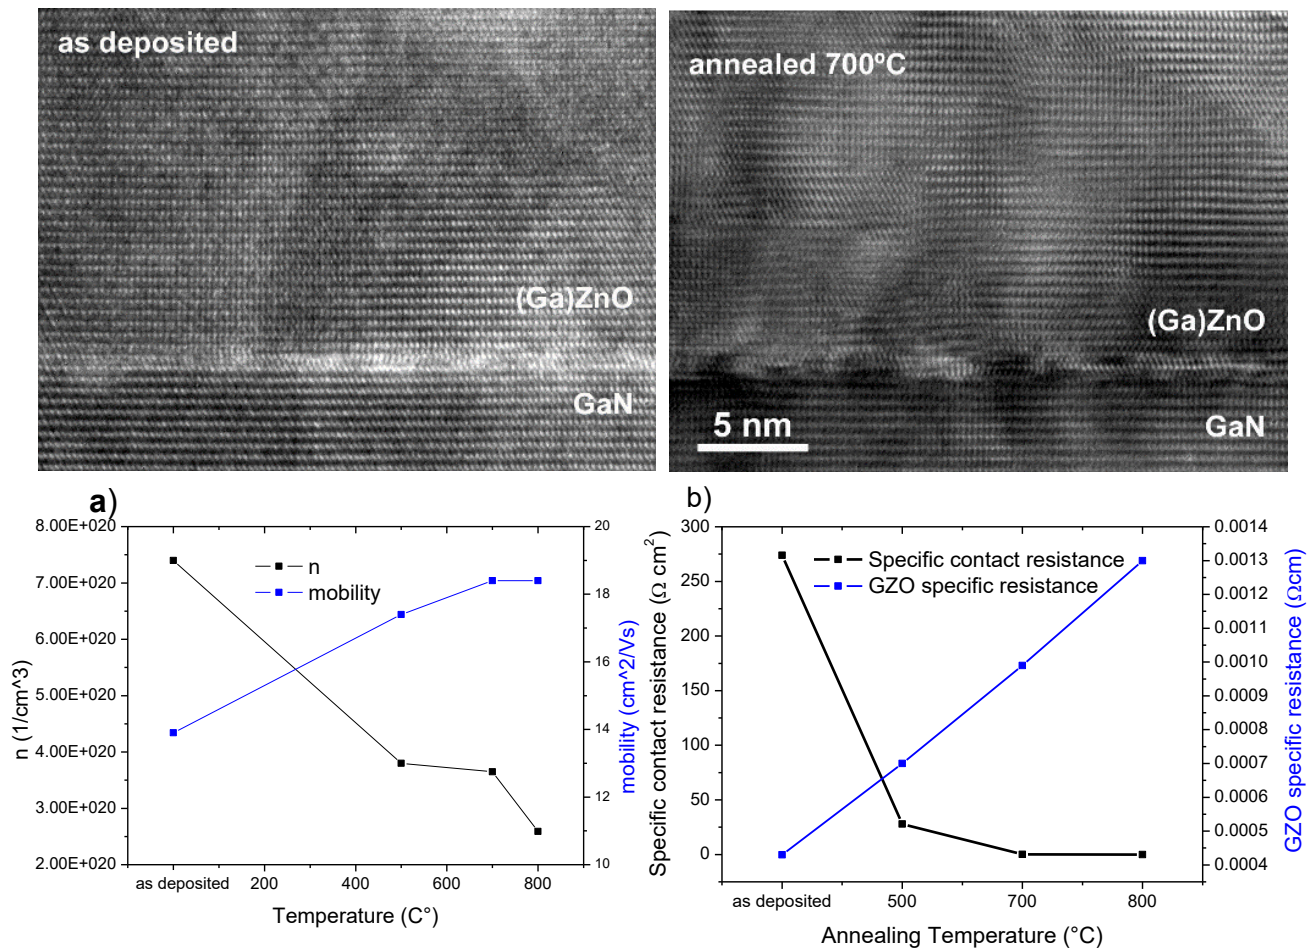 as deposited
(Ga)ZnO
GaN
annealed 700ºC
(Ga)ZnO
5 nm
GaN
a)
8.00E+020
7.00E+020
6.00E+020
5.00E+020
4.00E+020
3.00E+020
2.00E+020
n (1/cm^3)
n
mobility
20
18
16
14
12
10
mobility (cm^2/Vs)
as deposited
200
400
600
800
Temperature (C°)
b)
300
250
200
150
100
50
0
Specific contact resistance (Ω cm²)
Specific contact resistance
GZO specific resistance
0.0014
0.0013
0.0012
0.0011
0.0010
0.0009
0.0008
0.0007
0.0006
0.0005
0.0004
GZO specific resistance (Ωcm)
as deposited
500
700
800
Annealing Temperature (°C)